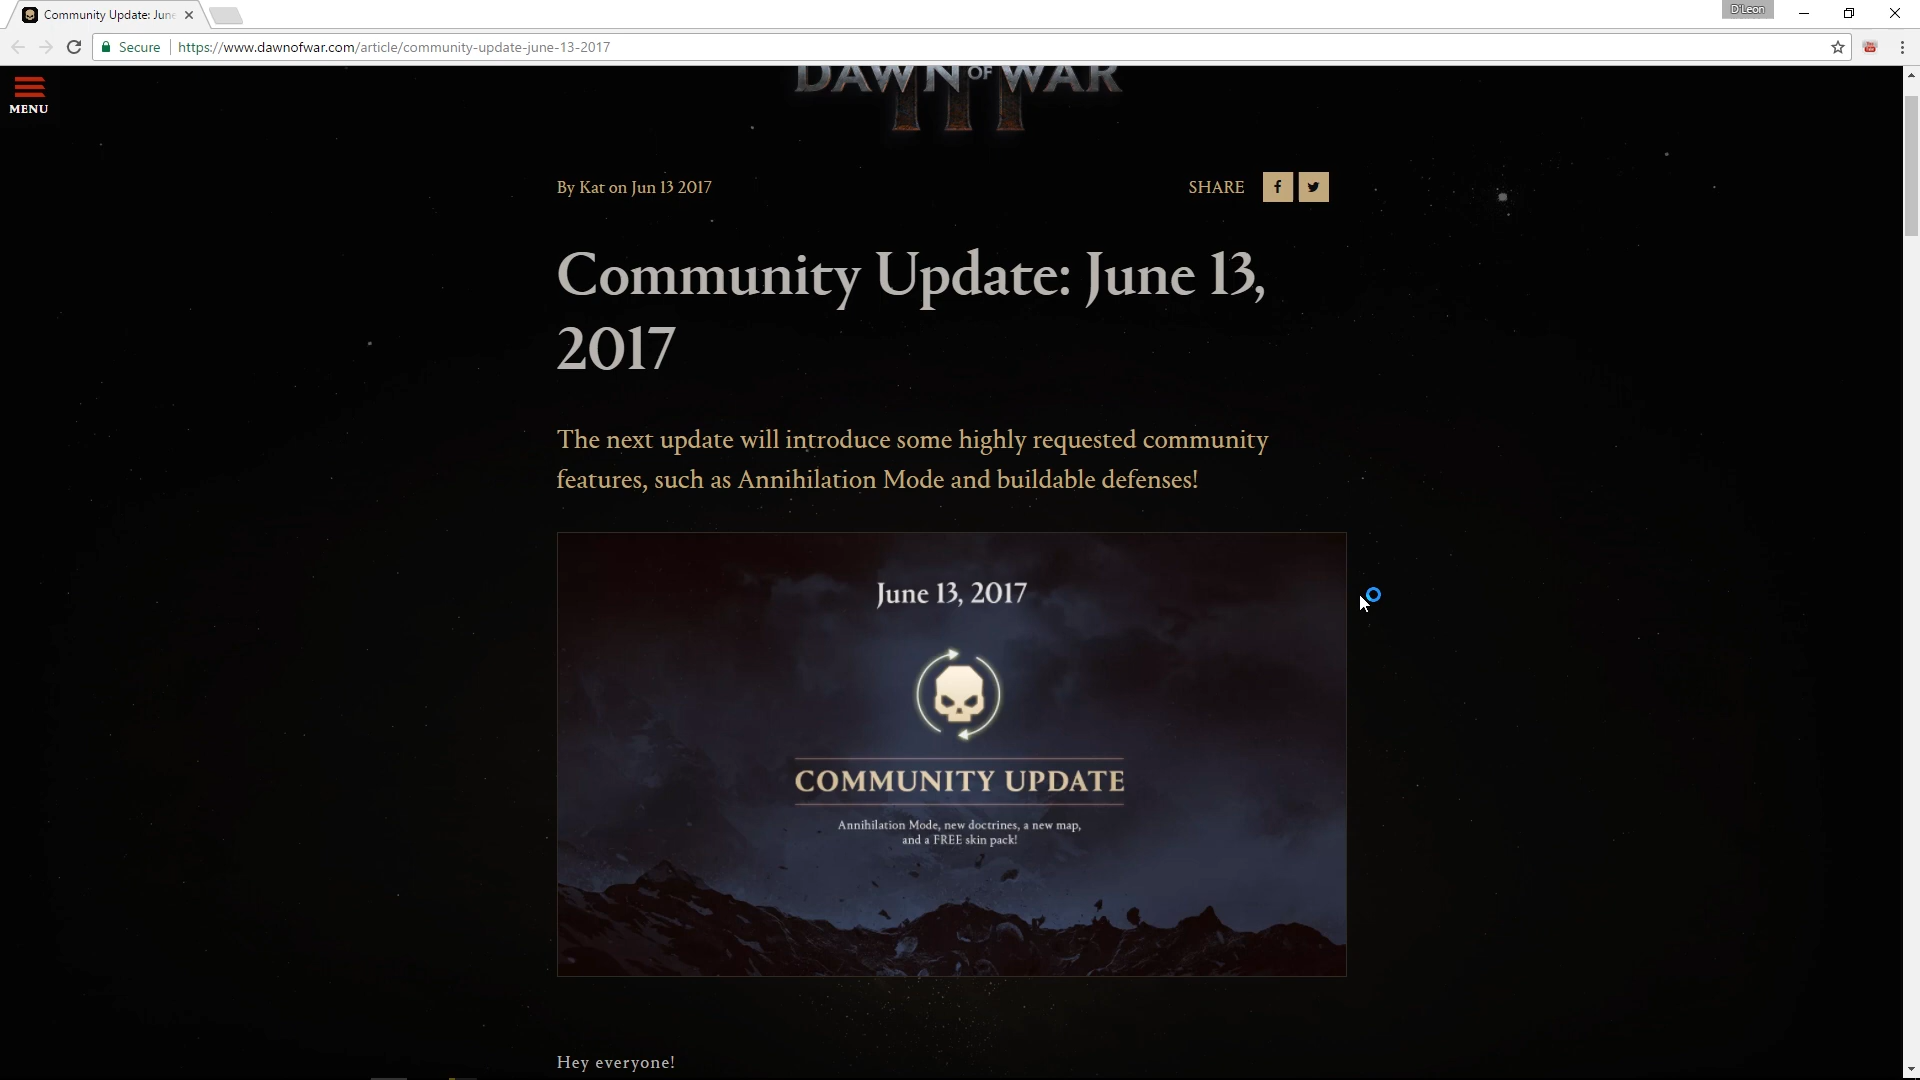 Community Update: June
D'Leon
Secure
https://www.dawnofwar.com/article/community-update-june-13-2017
MENU
DAWN OF WAR
III
By Kat on Jun 13 2017
SHARE
Community Update: June 13,
2017
The next update will introduce some highly requested community
features, such as Annihilation Mode and buildable defenses!
June 13, 2017
COMMUNITY UPDATE
Annihilation Mode, new doctrines, a new map,
and a FREE skin pack!
Hey everyone!